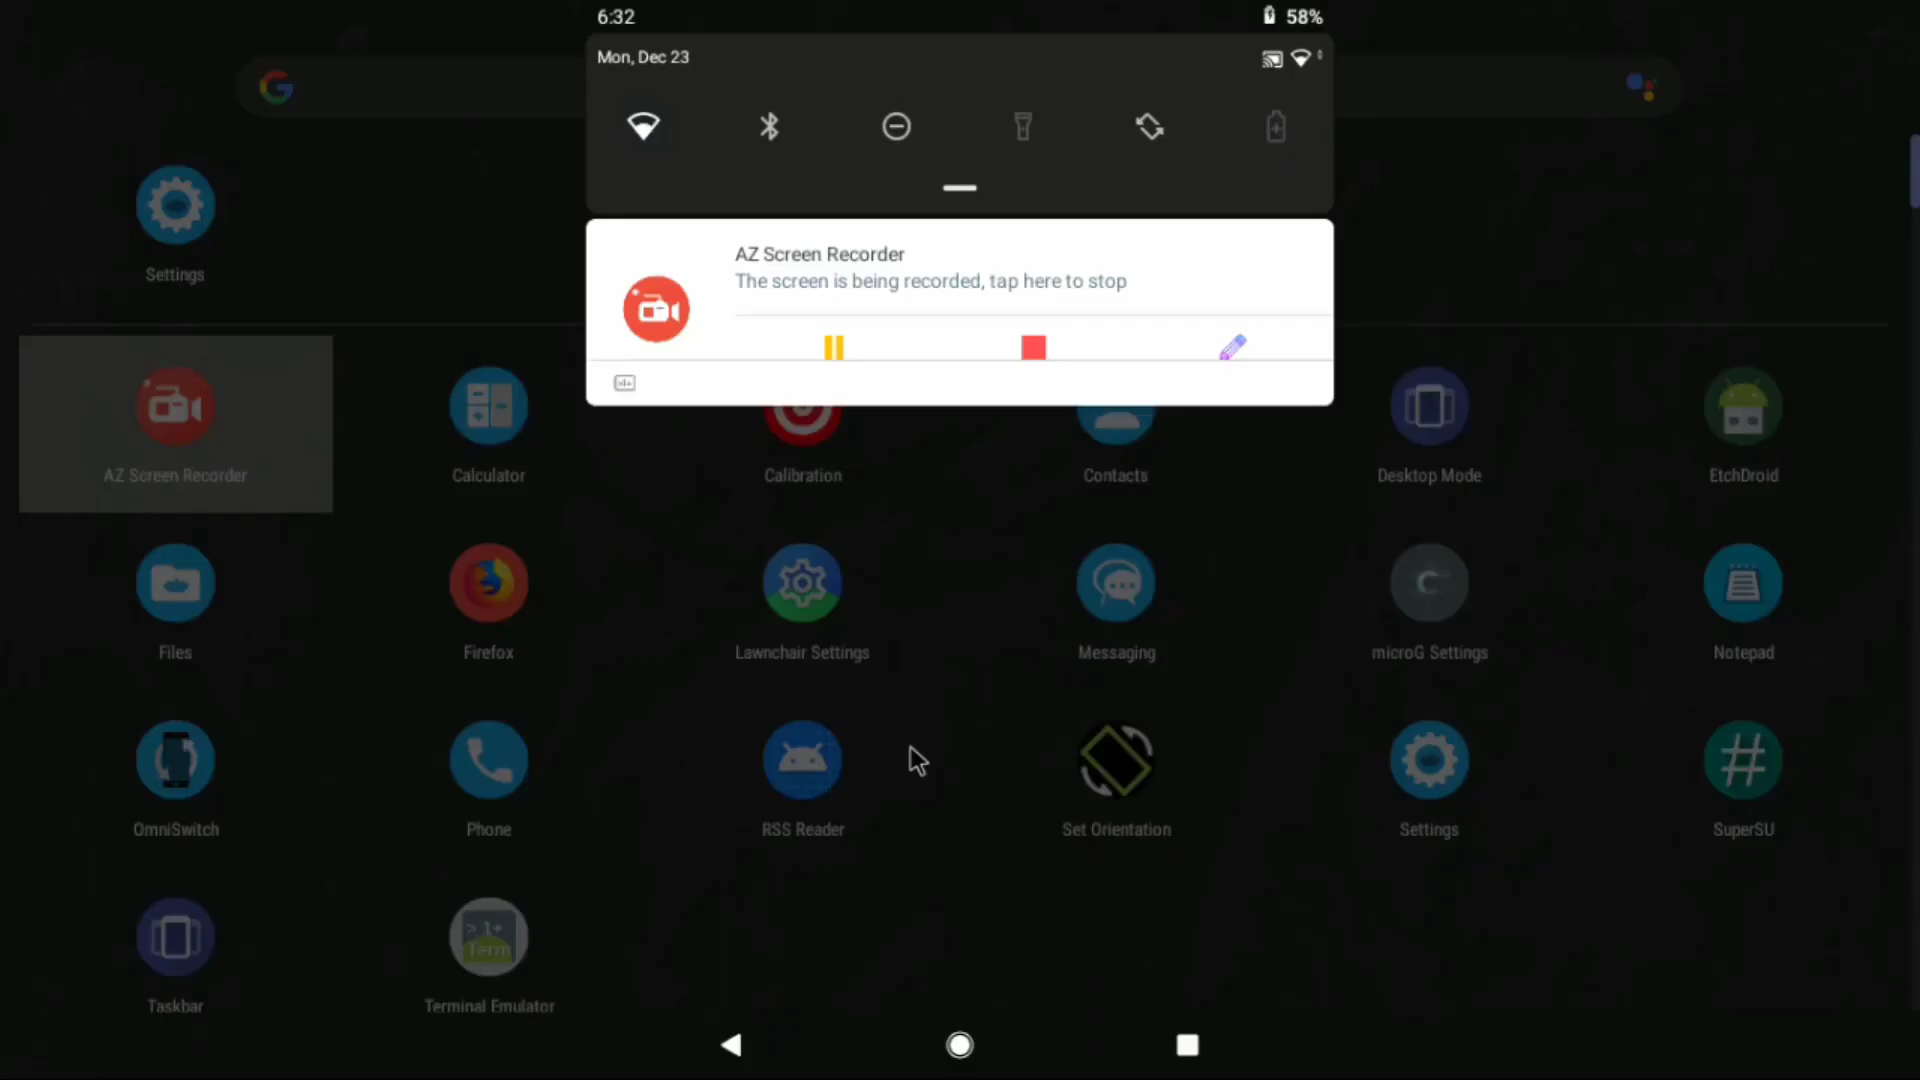 6:32
58%
Mon, Dec 23
Settings
AZ Screen Recorder
The screen is being recorded, tap here to stop
AZ Screen Recorder
Calculator
Calibration
Contacts
Desktop Mode
EtchDroid
Files
Firefox
Lawnchair Settings
Messaging
microG Settings
Notepad
OmniSwitch
Phone
RSS Reader
Set Orientation
Settings
SuperSU
> 1+
Term
Taskbar
Terminal Emulator